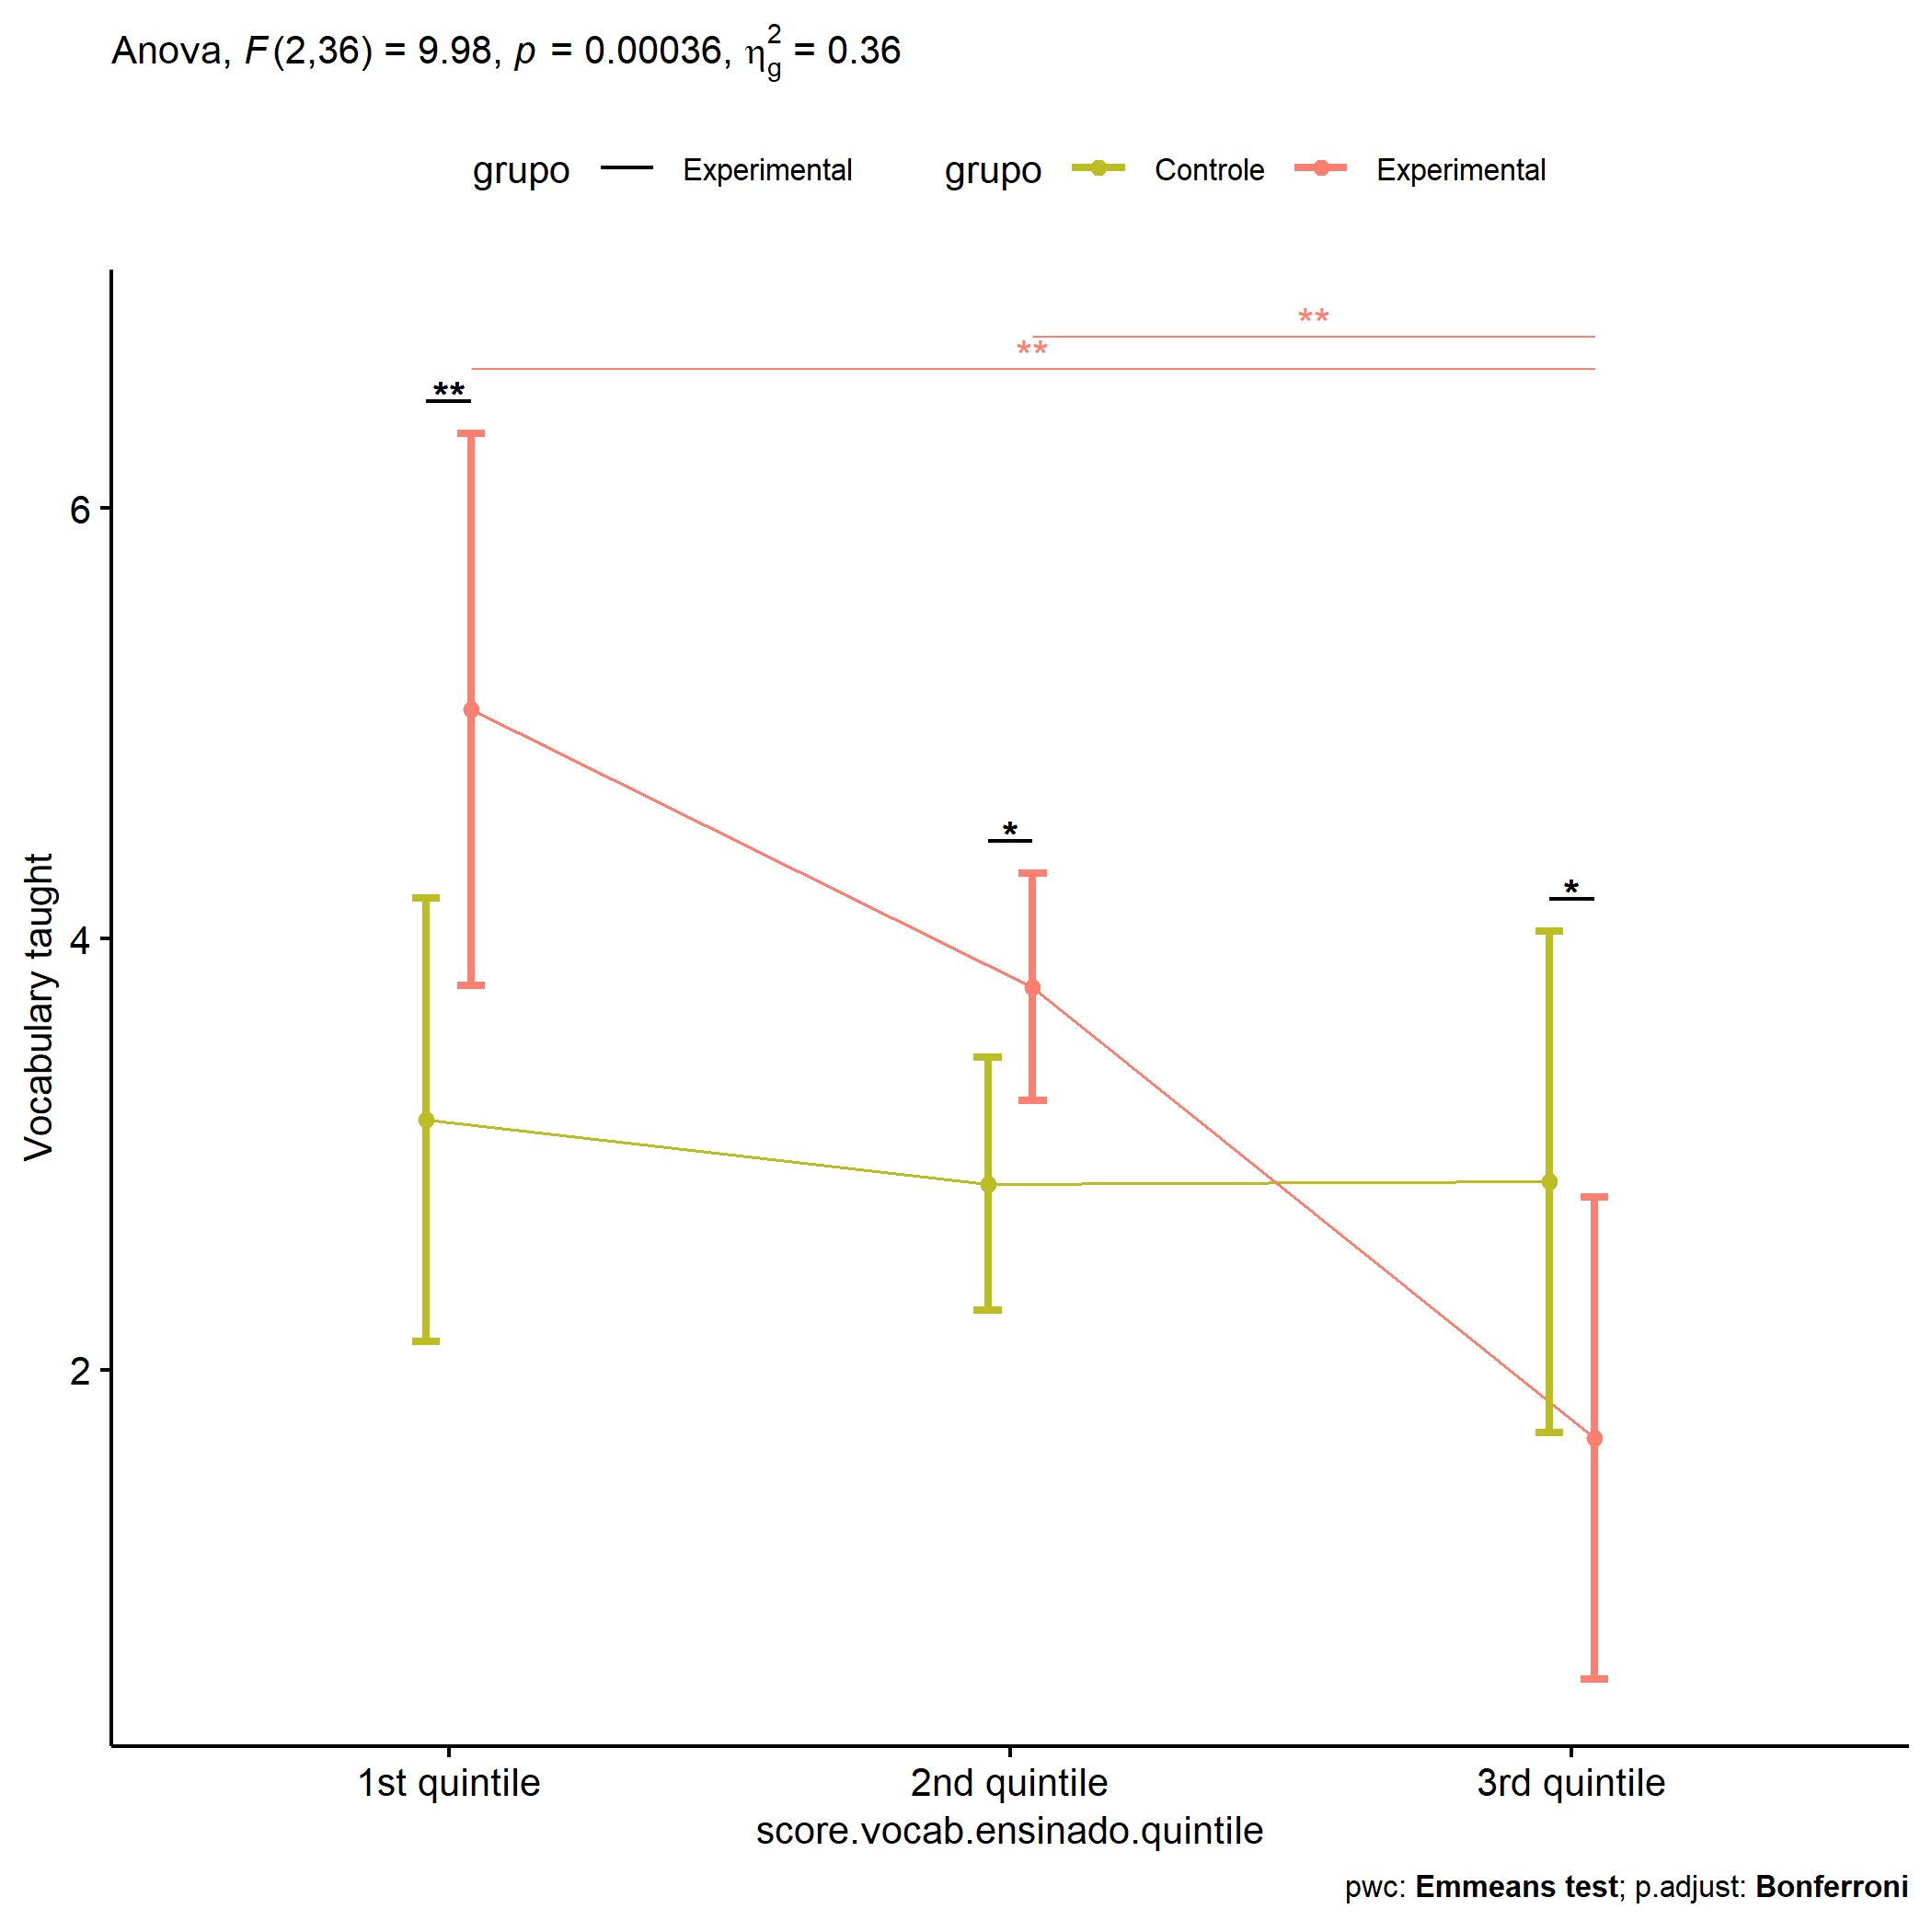 Anova, F(2,36) = 9.98, p = 0.00036, η²g = 0.36
grupo Experimental grupo Controle Experimental
**
**
**
6
*
*
4
2
Vocabulary taught
1st quintile 2nd quintile 3rd quintile
score.vocab.ensinado.quintile
pwc: Emmeans test; p.adjust: Bonferroni